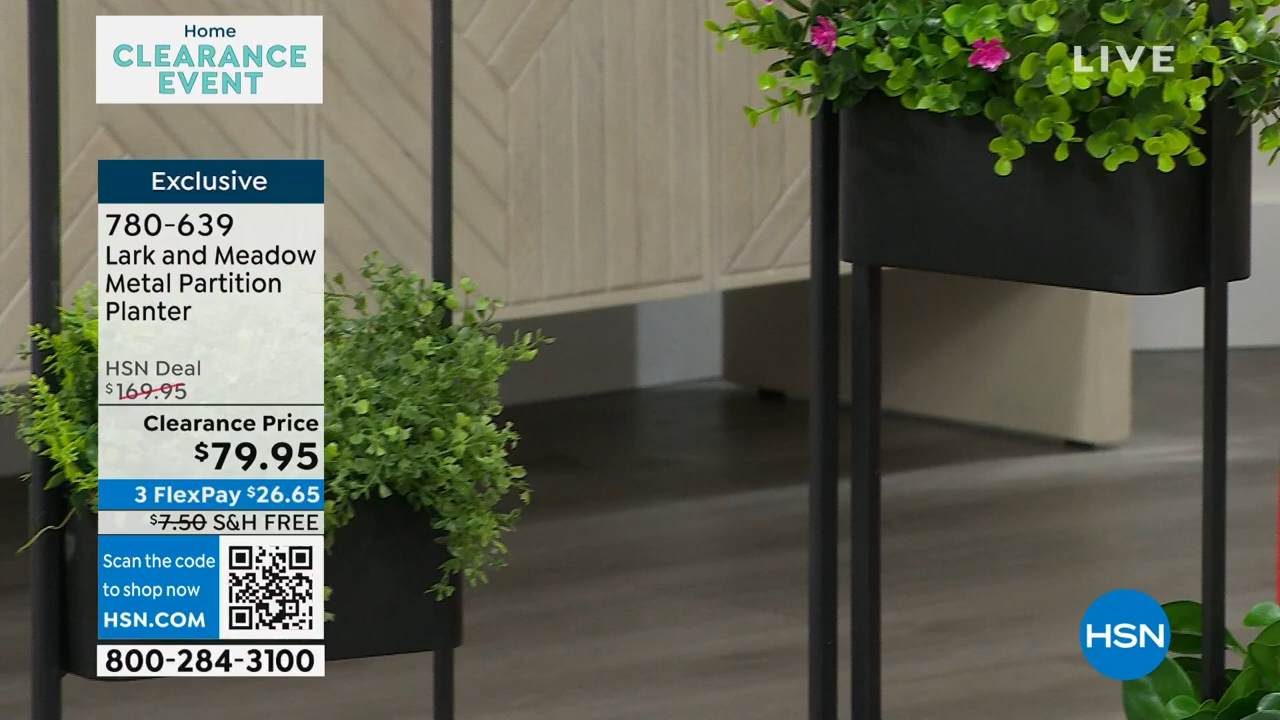 Home
CLEARANCE
EVENT
LIVE
Exclusive
780-639
Lark and Meadow
Metal Partition
Planter
HSN Deal
$169.95
Clearance Price
$79.95
3 FlexPay $26.65
$7.50 S&H FREE
Scan the code
to shop now
HSN.COM
800-284-3100
HSN